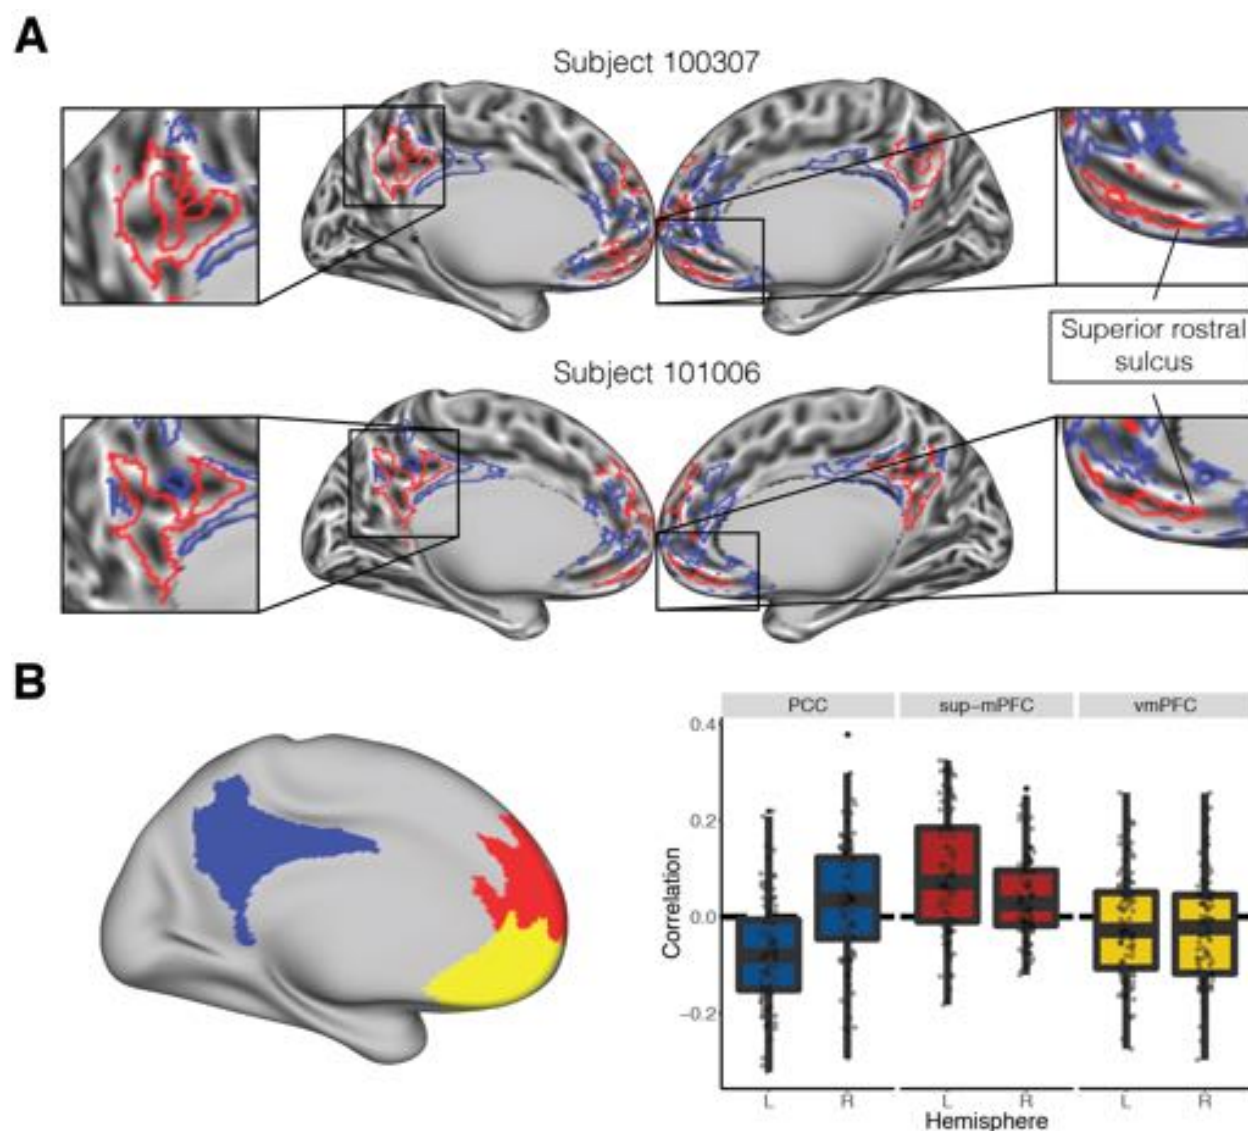 A
Subject 100307
Superior rostral
sulcus
Subject 101006
B
PCC
sup-mPFC
vmPFC
0.4
0.2
0.0
−0.2
Correlation
L
R
L
R
L
R
Hemisphere